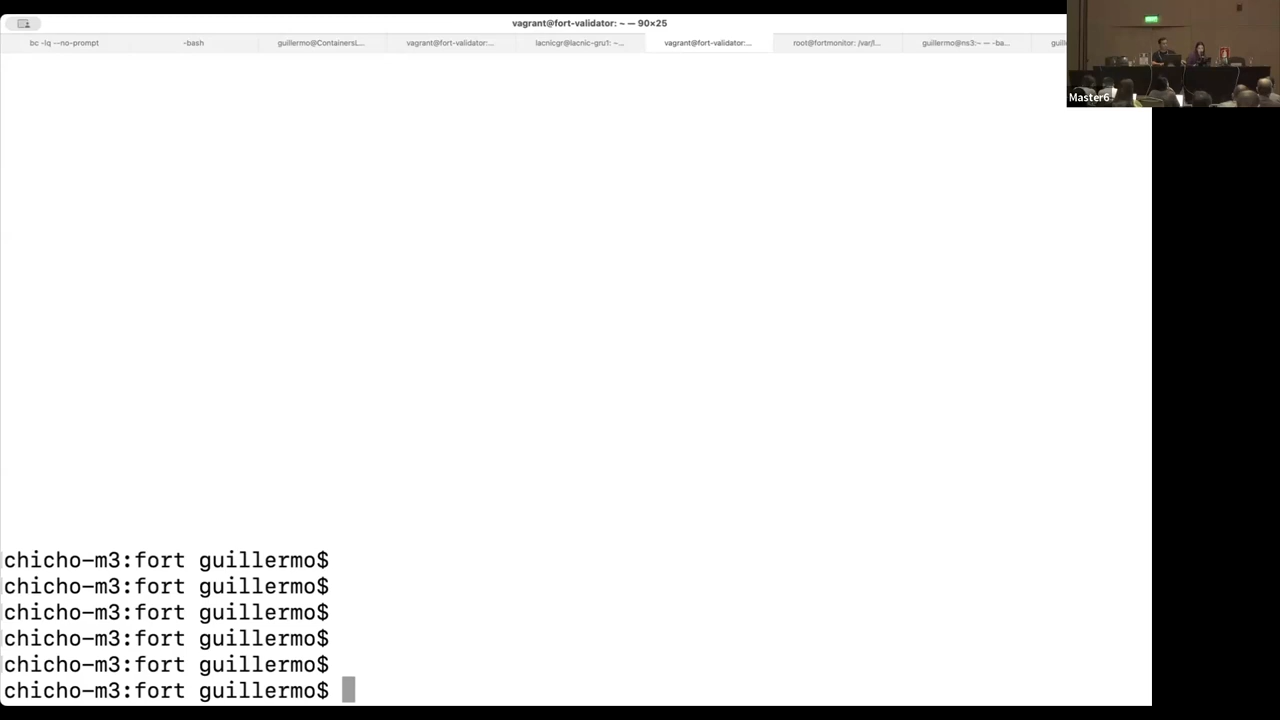 vagrant@fort-validator: ~ — 90×25
bc -lq --no-prompt
-bash
guillermo@ContainersL...
vagrant@fort-validator:...
lacnicgr@lacnic-gru1: ~...
vagrant@fort-validator:...
root@fortmonitor: /var/l...
guillermo@ns3:~ — -ba...
Master6
chicho-m3:fort guillermo$
chicho-m3:fort guillermo$
chicho-m3:fort guillermo$
chicho-m3:fort guillermo$
chicho-m3:fort guillermo$
chicho-m3:fort guillermo$